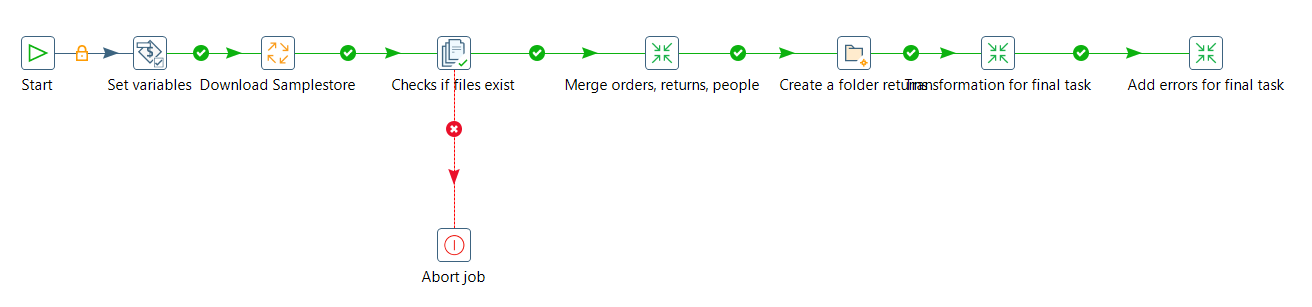 Start
Set variables
Download Samplestore
Checks if files exist
Merge orders, returns, people
Create a folder returns
Transformation for final task
Add errors for final task
Abort job